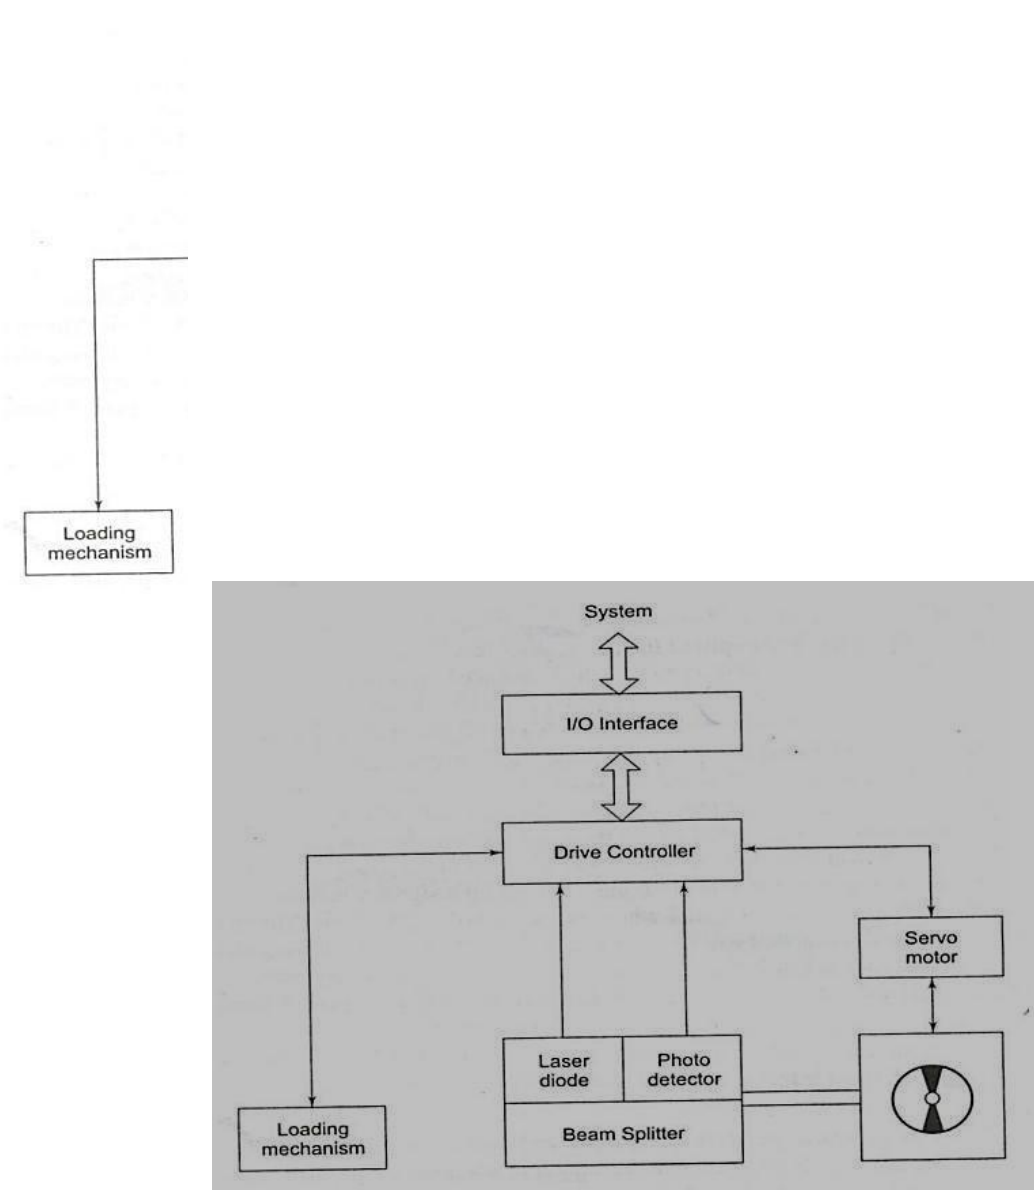 Loading
mechanism
System
I/O Interface
Drive Controller
Servo
motor
Laser
diode
Photo
detector
Beam Splitter
Loading
mechanism